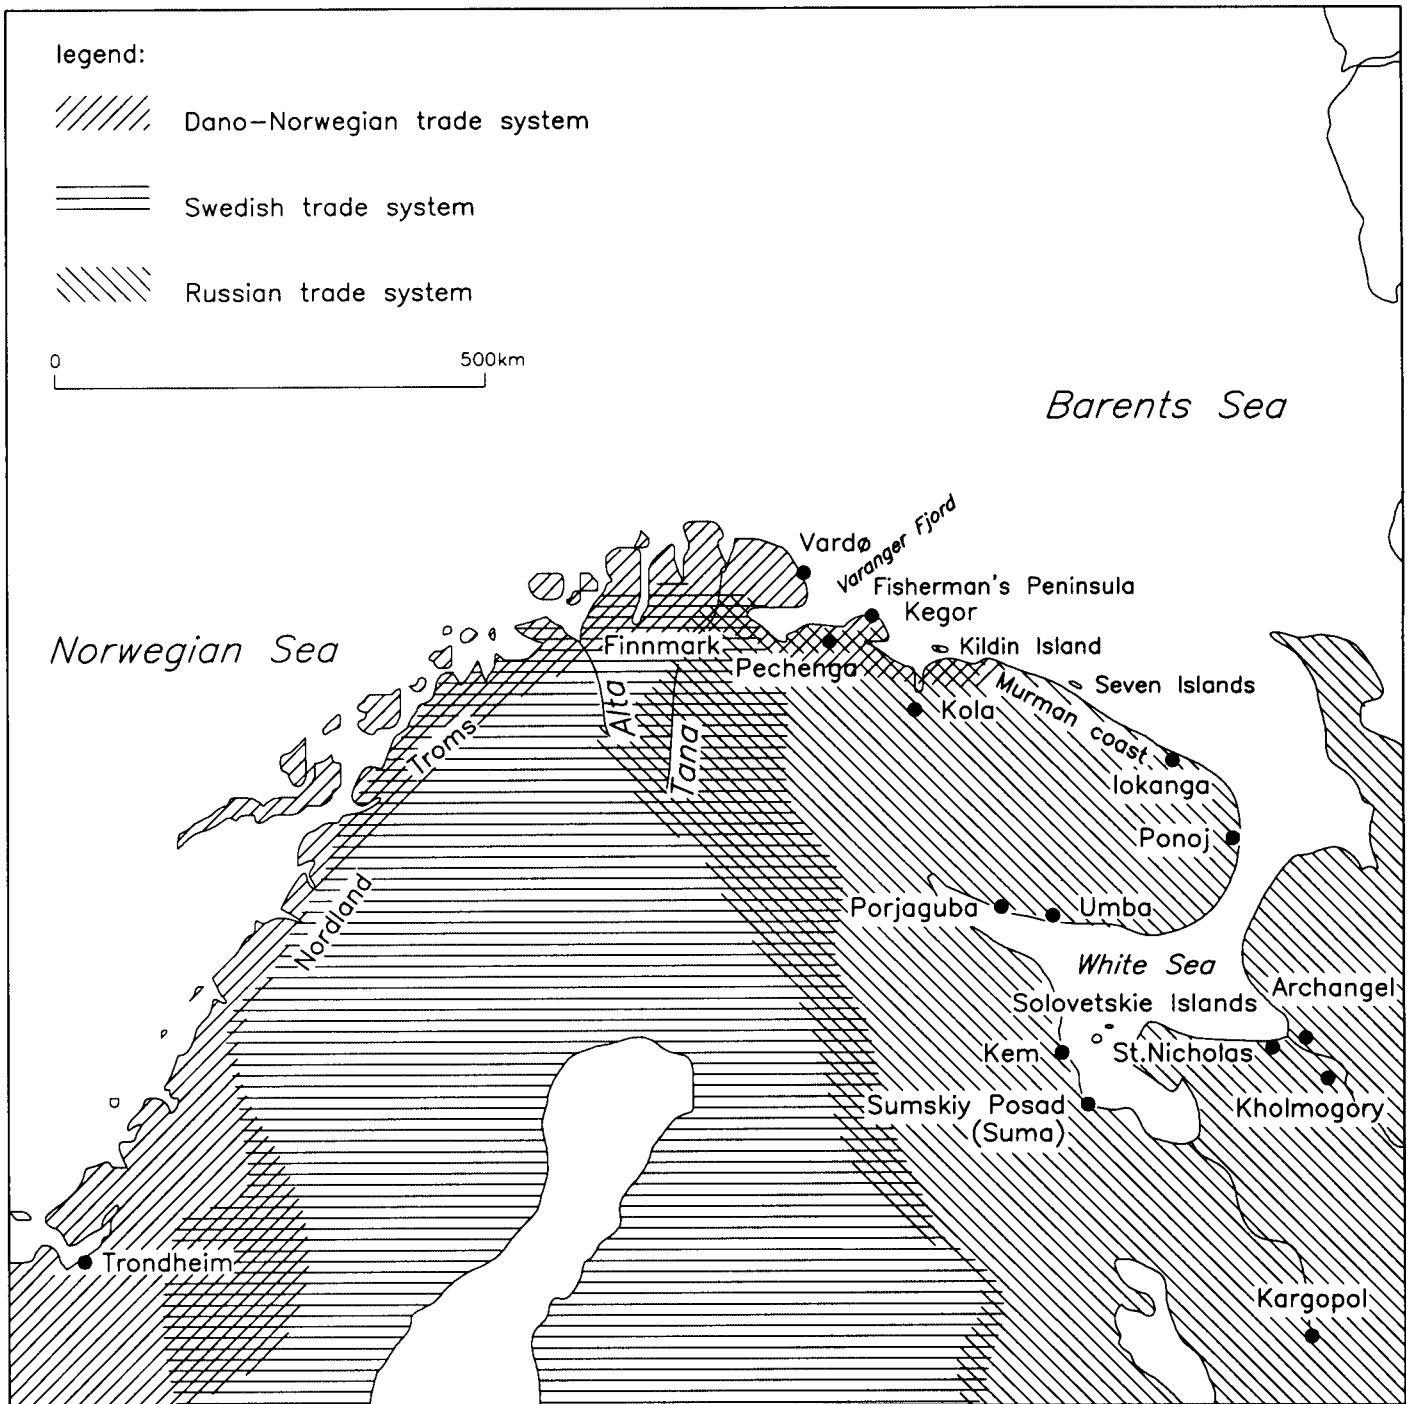 legend:
Dano-Norwegian trade system
Swedish trade system
Russian trade system
0 500km
Barents Sea
Norwegian Sea
Vardø
Varanger Fjord
Fisherman's Peninsula
Kegor
Kildin Island
Finnmark
Pechenga
Seven Islands
Murman coast
Kola
Alta
Tana
Troms
Iokanga
Ponoj
Porjaguba
Umba
Nordland
White Sea
Archangel
Solovetskie Islands
Kem
St.Nicholas
Sumskiy Posad
(Suma)
Kholmogory
Trondheim
Kargopol